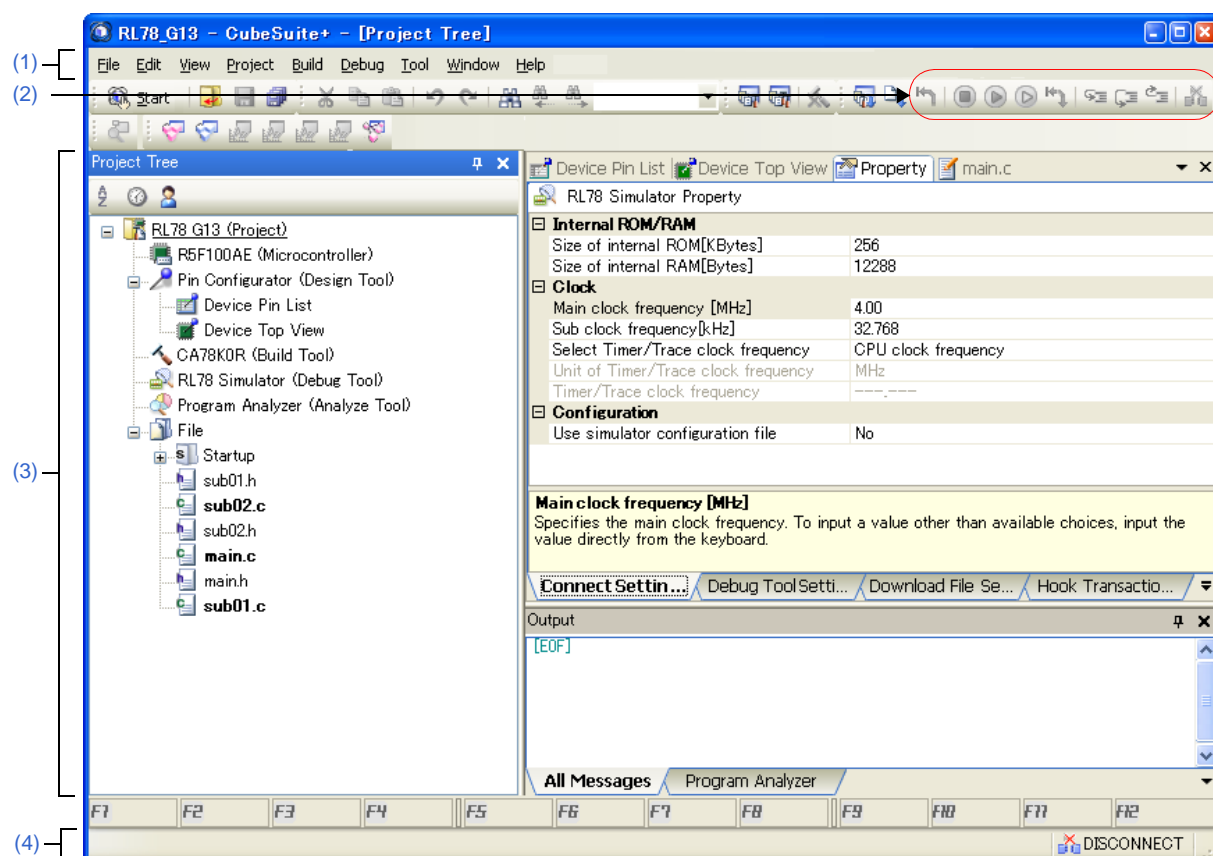 RL78_G13 - CubeSuite+ - [Project Tree]
(1)
File Edit View Project Build Debug Tool Window Help
(2)
Start
(3)
Project Tree
RL78 G13 (Project)
R5F100AE (Microcontroller)
Pin Configurator (Design Tool)
Device Pin List
Device Top View
CA78K0R (Build Tool)
RL78 Simulator (Debug Tool)
Program Analyzer (Analyze Tool)
File
Startup
sub01.h
sub02.c
sub02.h
main.c
main.h
sub01.c
Device Pin List Device Top View Property main.c
RL78 Simulator Property
Internal ROM/RAM
Size of internal ROM[KBytes] 256
Size of internal RAM[Bytes] 12288
Clock
Main clock frequency [MHz] 4.00
Sub clock frequency[kHz] 32.768
Select Timer/Trace clock frequency CPU clock frequency
Unit of Timer/Trace clock frequency MHz
Timer/Trace clock frequency ---.---
Configuration
Use simulator configuration file No
Main clock frequency [MHz]
Specifies the main clock frequency. To input a value other than available choices, input the
value directly from the keyboard.
Connect Settin... Debug Tool Setti... Download File Se... Hook Transactio...
Output
[EOF]
All Messages Program Analyzer
F1 F2 F3 F4 F5 F6 F7 F8 F9 F10 F11 F12
(4)
DISCONNECT